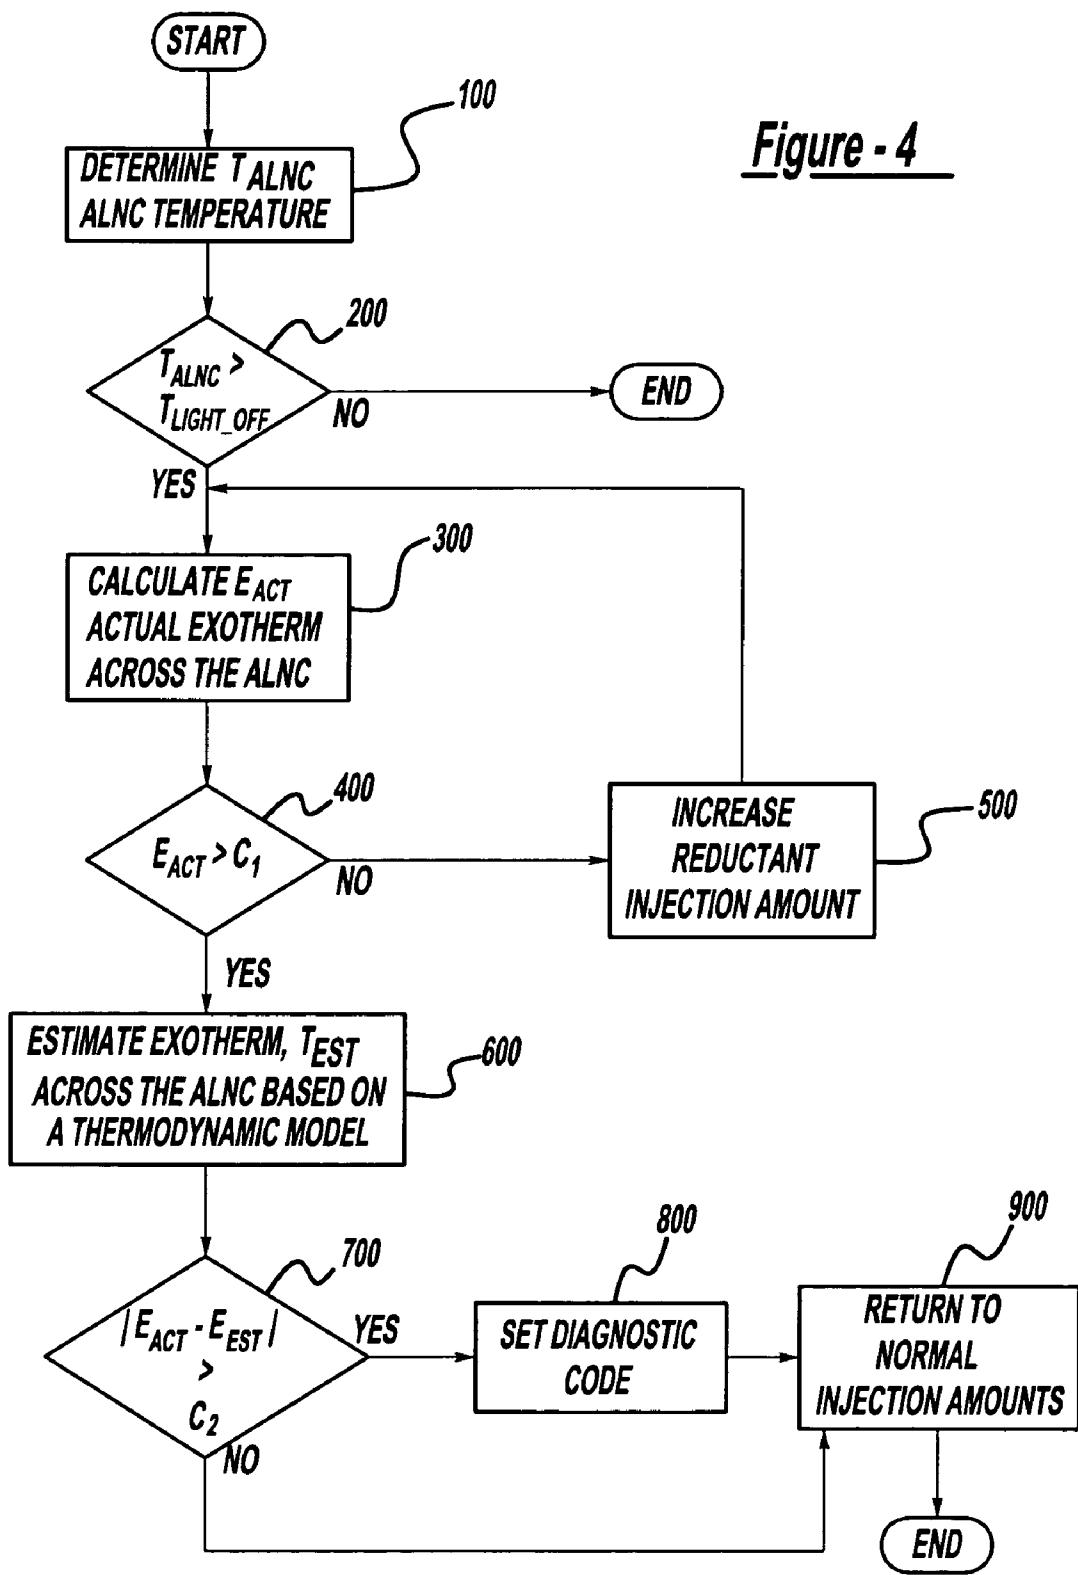 START
100
Figure - 4
DETERMINE T ALNC
ALNC TEMPERATURE
200
T ALNC >
T LIGHT_OFF
NO
END
YES
300
CALCULATE E ACT
ACTUAL EXOTHERM
ACROSS THE ALNC
400
E ACT > C 1
NO
INCREASE
REDUCTANT
INJECTION AMOUNT
500
YES
ESTIMATE EXOTHERM, T EST
ACROSS THE ALNC BASED ON
A THERMODYNAMIC MODEL
600
700
| E ACT - E EST |
>
C 2
YES
NO
800
SET DIAGNOSTIC
CODE
900
RETURN TO
NORMAL
INJECTION AMOUNTS
END